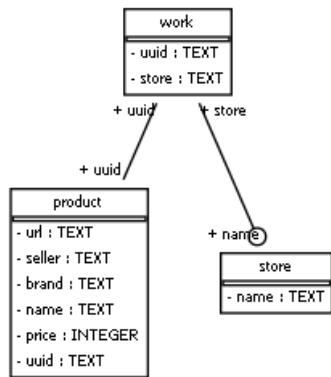 work
- uuid : TEXT
- store : TEXT
+ uuid
+ store
+ uuid
+ name
product
- url : TEXT
- seller : TEXT
- brand : TEXT
- name : TEXT
- price : INTEGER
- uuid : TEXT
store
- name : TEXT